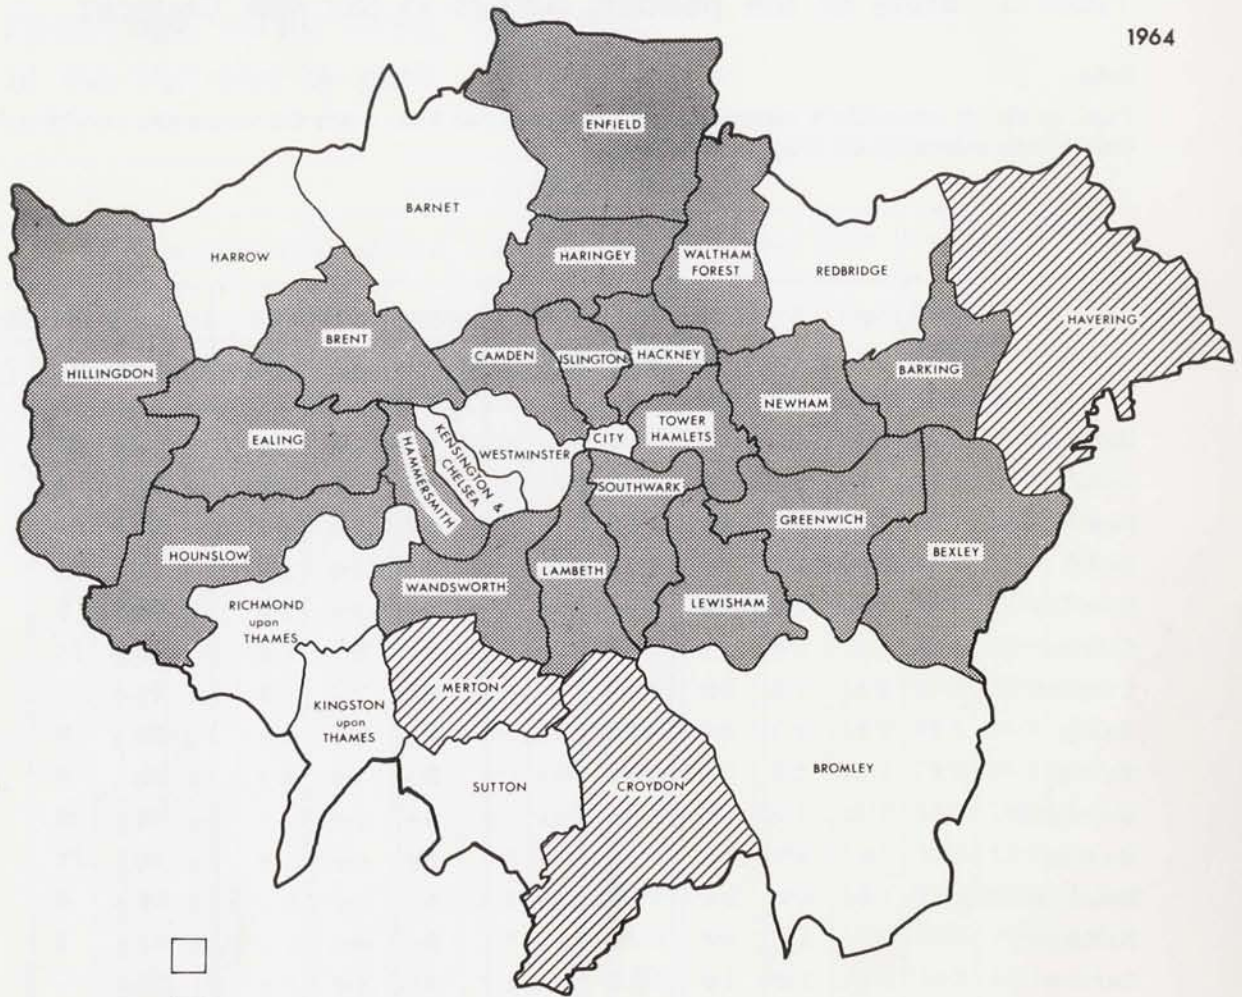 1964
ENFIELD
BARNET
HARROW
HARINGEY
WALTHAM
FOREST
REDBRIDGE
HAVERING
BRENT
CAMDEN
ISLINGTON
HACKNEY
BARKING
HILLINGDON
NEWHAM
EALING
TOWER
HAMLETS
CITY
WESTMINSTER
KENSINGTON &
CHELSEA
HAMMERSMITH
SOUTHWARK
GREENWICH
HOUNSLOW
BEXLEY
LAMBETH
WANDSWORTH
LEWISHAM
RICHMOND
upon
THAMES
MERTON
KINGSTON
upon
THAMES
SUTTON
CROYDON
BROMLEY